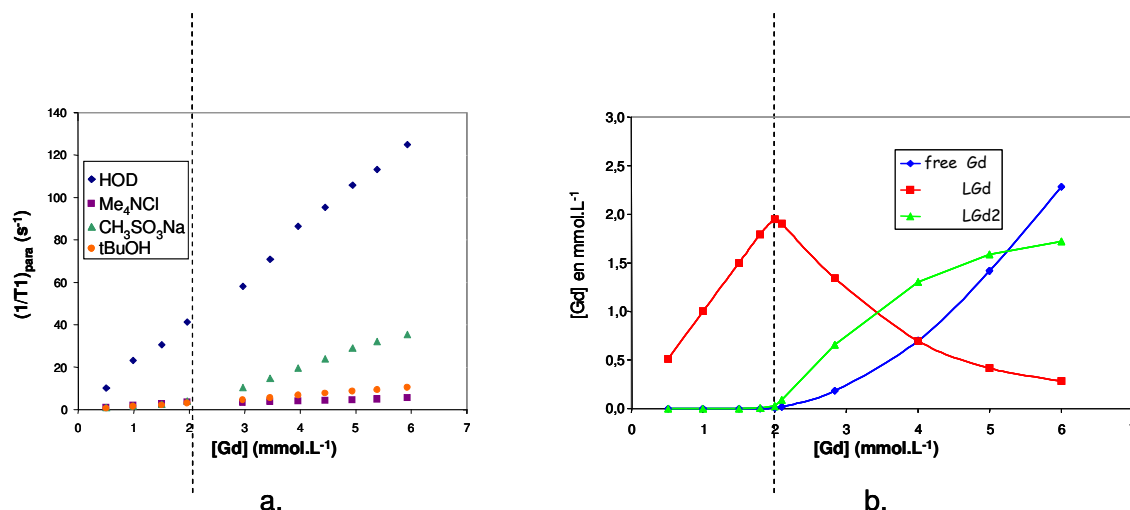 140
120
100
80
60
40
20
0
0 1 2 3 4 5 6 7
(1/T1)para (s-1)
[Gd] (mmol.L-1)
HOD
Me4NCl
CH3SO3Na
tBuOH
a.
3,0
2,5
2,0
1,5
1,0
0,5
0,0
0 1 2 3 4 5 6
[Gd] en mmol.L-1
[Gd] (mmol.L-1)
free Gd
LGd
LGd2
b.